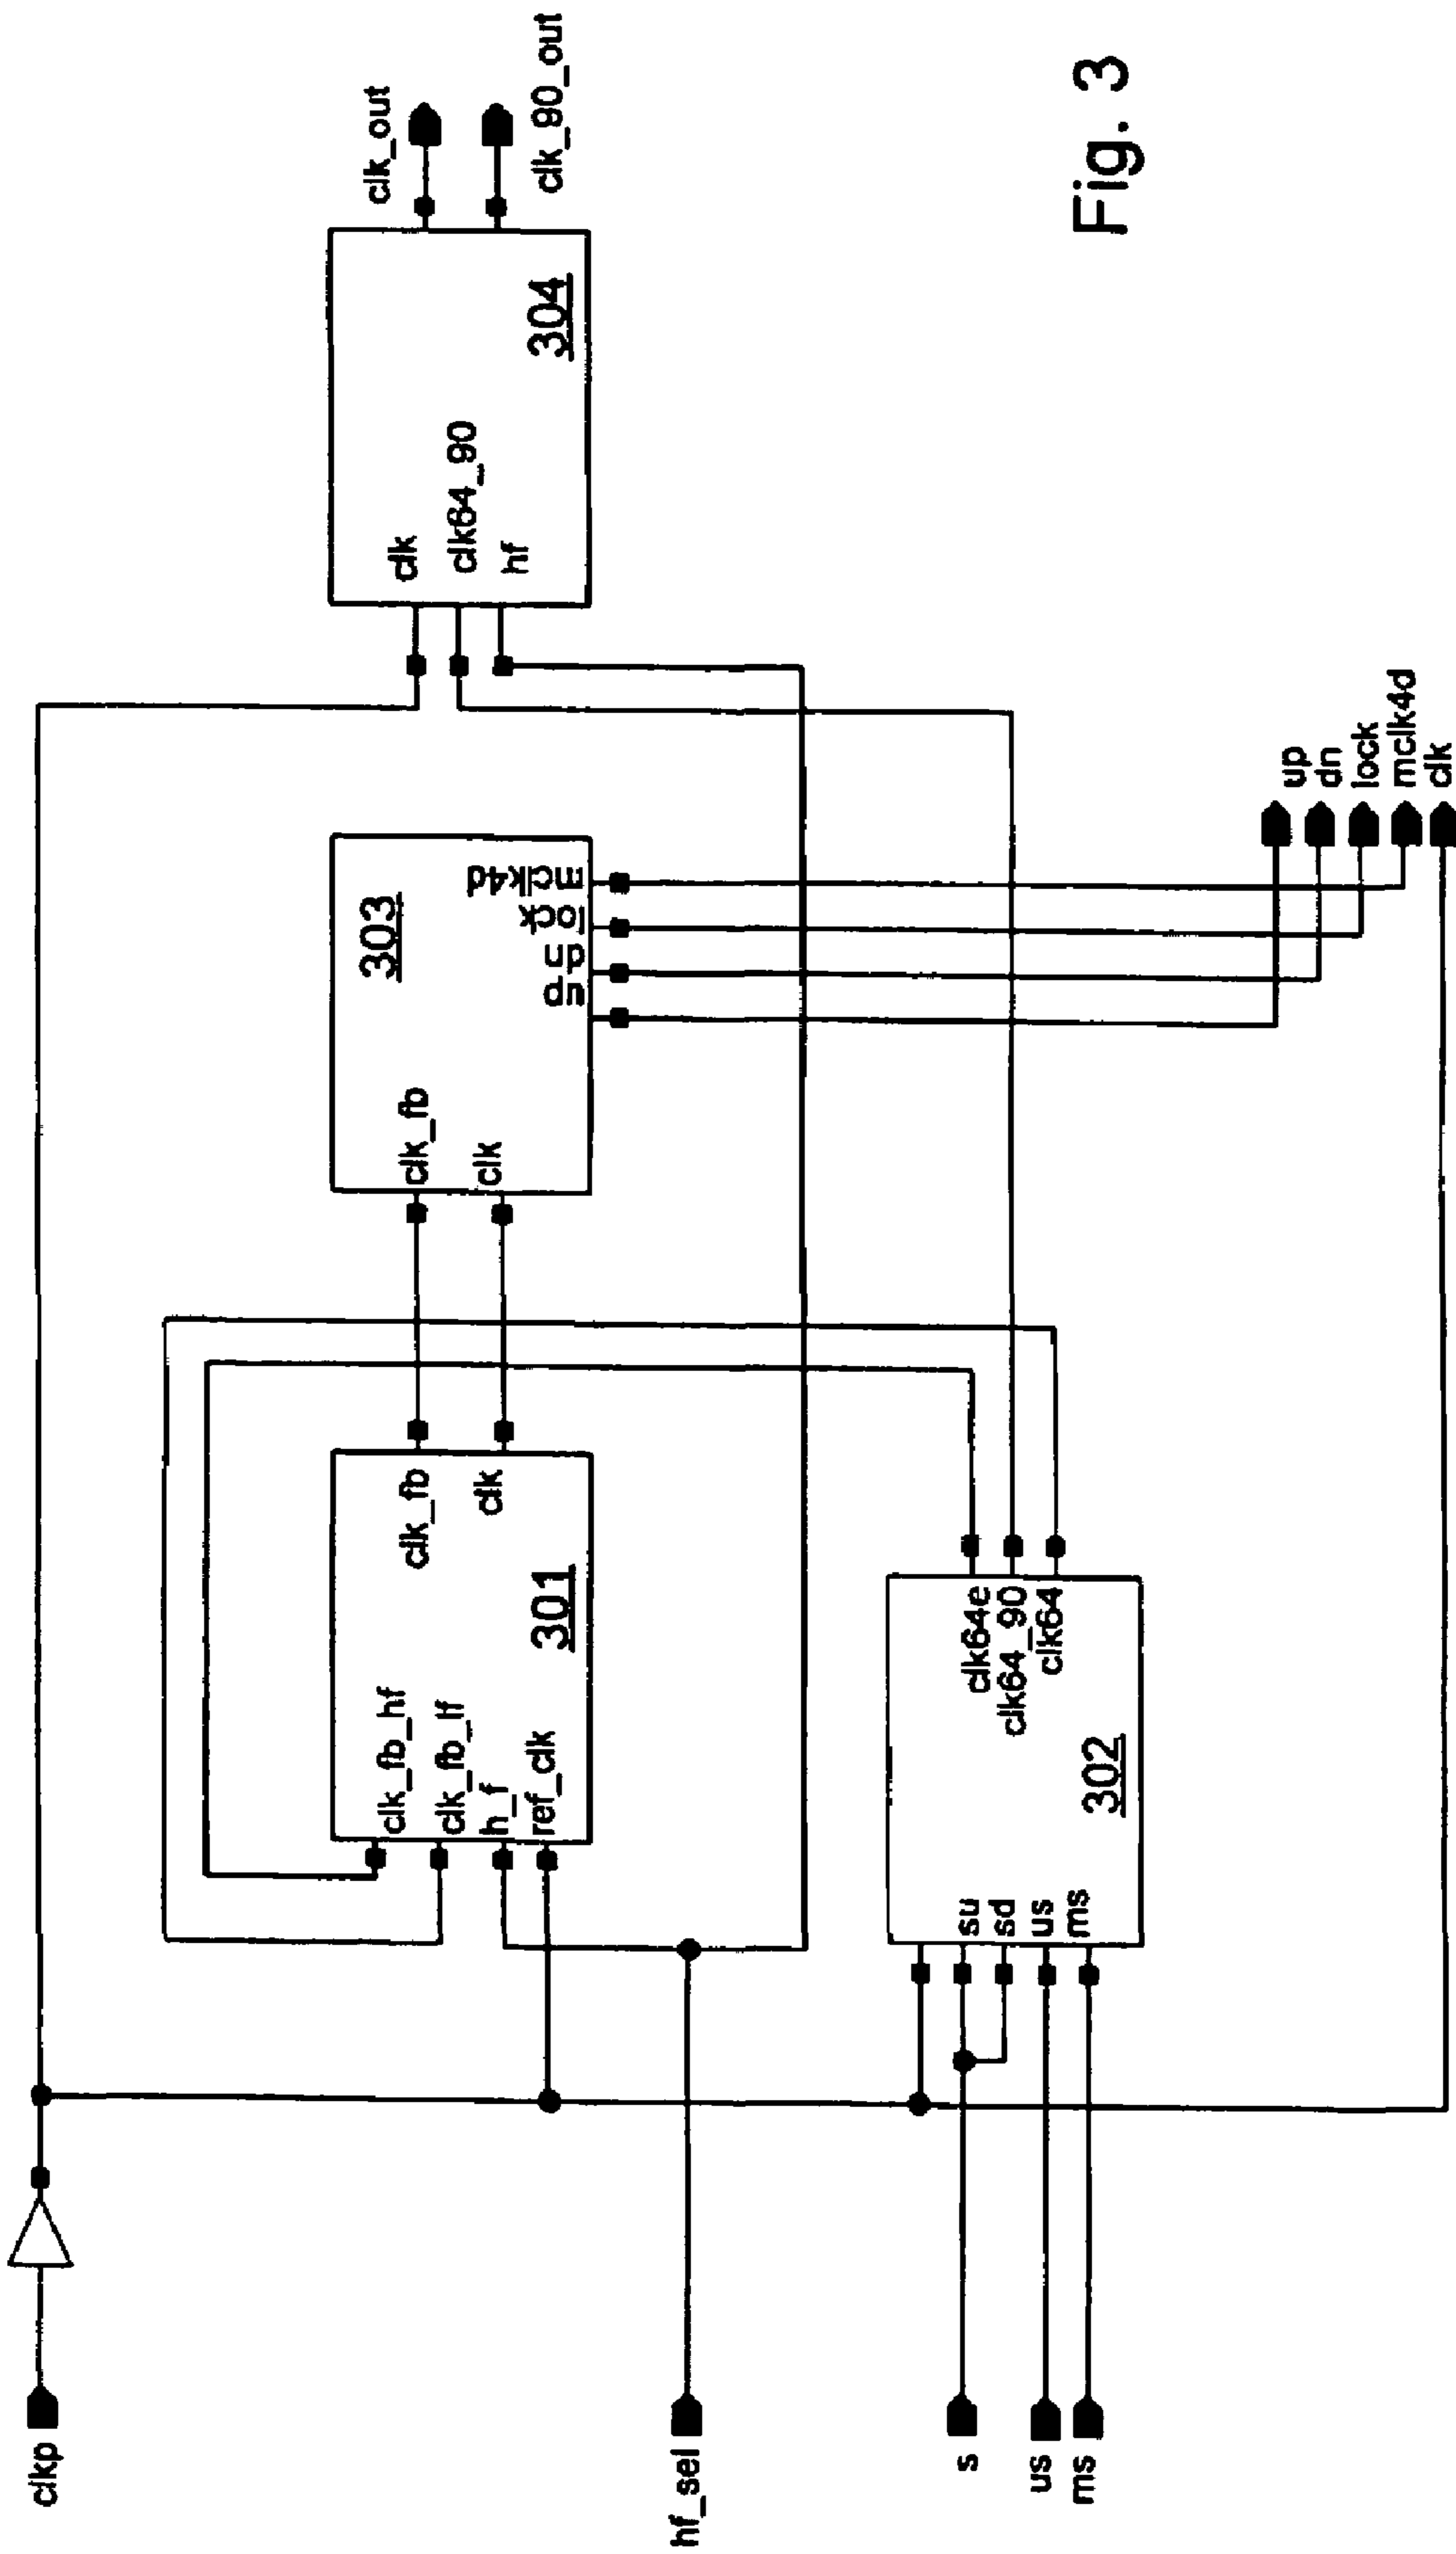 clkp
hf_sel
s
us
ms
clk_fb_hf
clk_fb_lf
h_f
ref_clk
301
clk_fb
clk
su
sd
us
ms
302
clk64e
clk64_90
clk64
clk_fb
clk
303
up
dn
lock
mclk4d
clk
clk64_90
hf
304
clk_out
clk_90_out
up
dn
lock
mclk4d
clk
Fig. 3